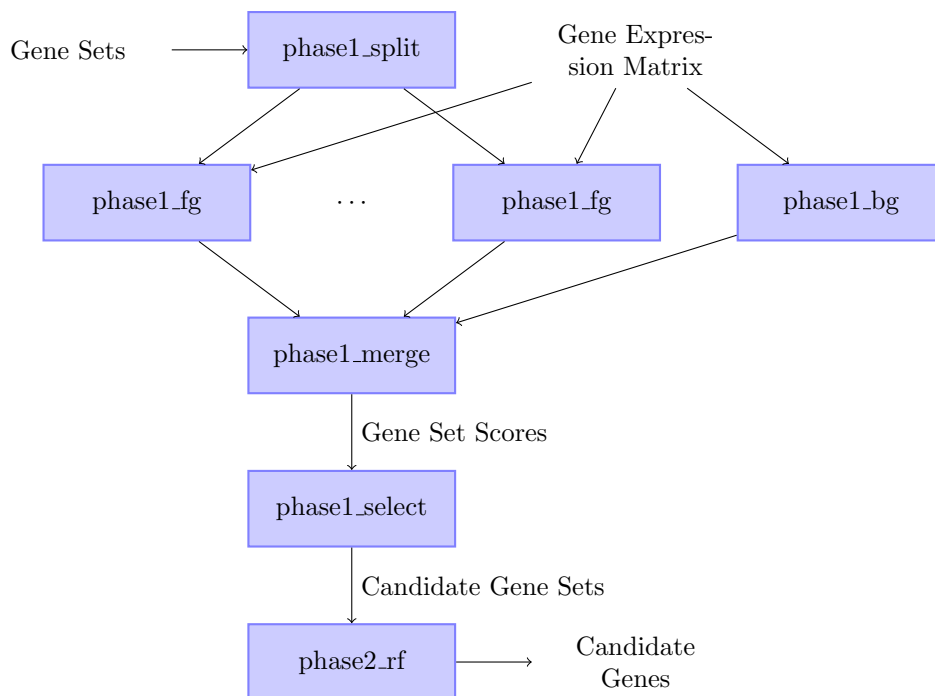 Gene Sets
phase1_split
Gene Expres-
sion Matrix
phase1_fg
...
phase1_fg
phase1_bg
phase1_merge
Gene Set Scores
phase1_select
Candidate Gene Sets
phase2_rf
Candidate
Genes